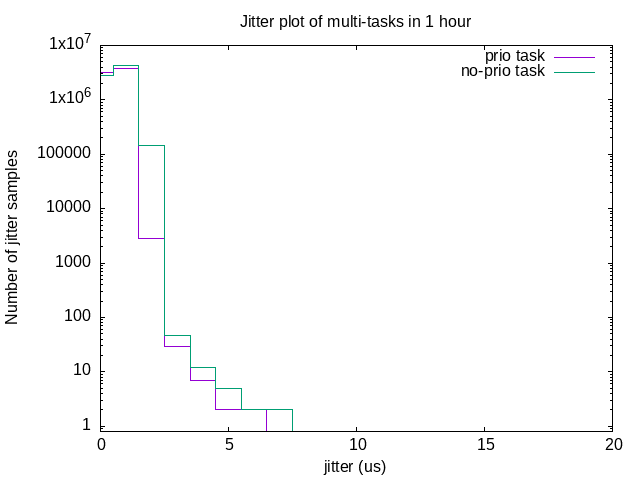 Jitter plot of multi-tasks in 1 hour
prio task
no-prio task
Number of jitter samples
1x10^7
1x10^6
100000
10000
1000
100
10
1
0 5 10 15 20
jitter (us)